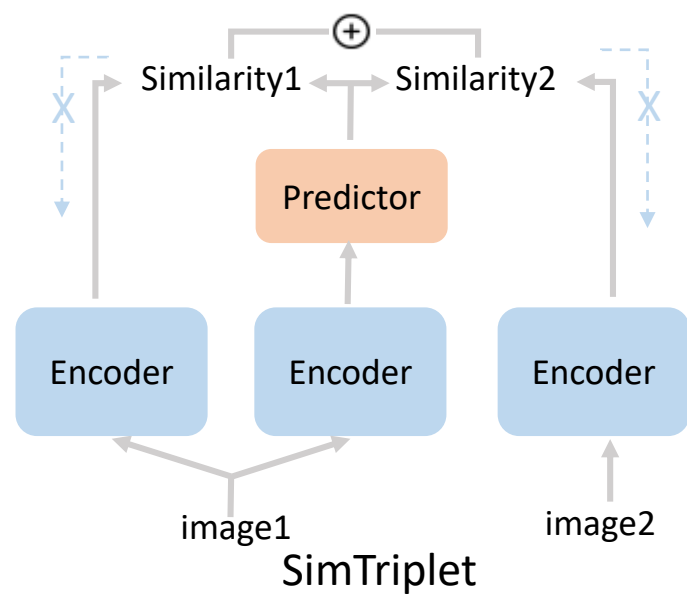 Similarity1 Similarity2
X X
Predictor
Encoder Encoder Encoder
image1 image2
SimTriplet